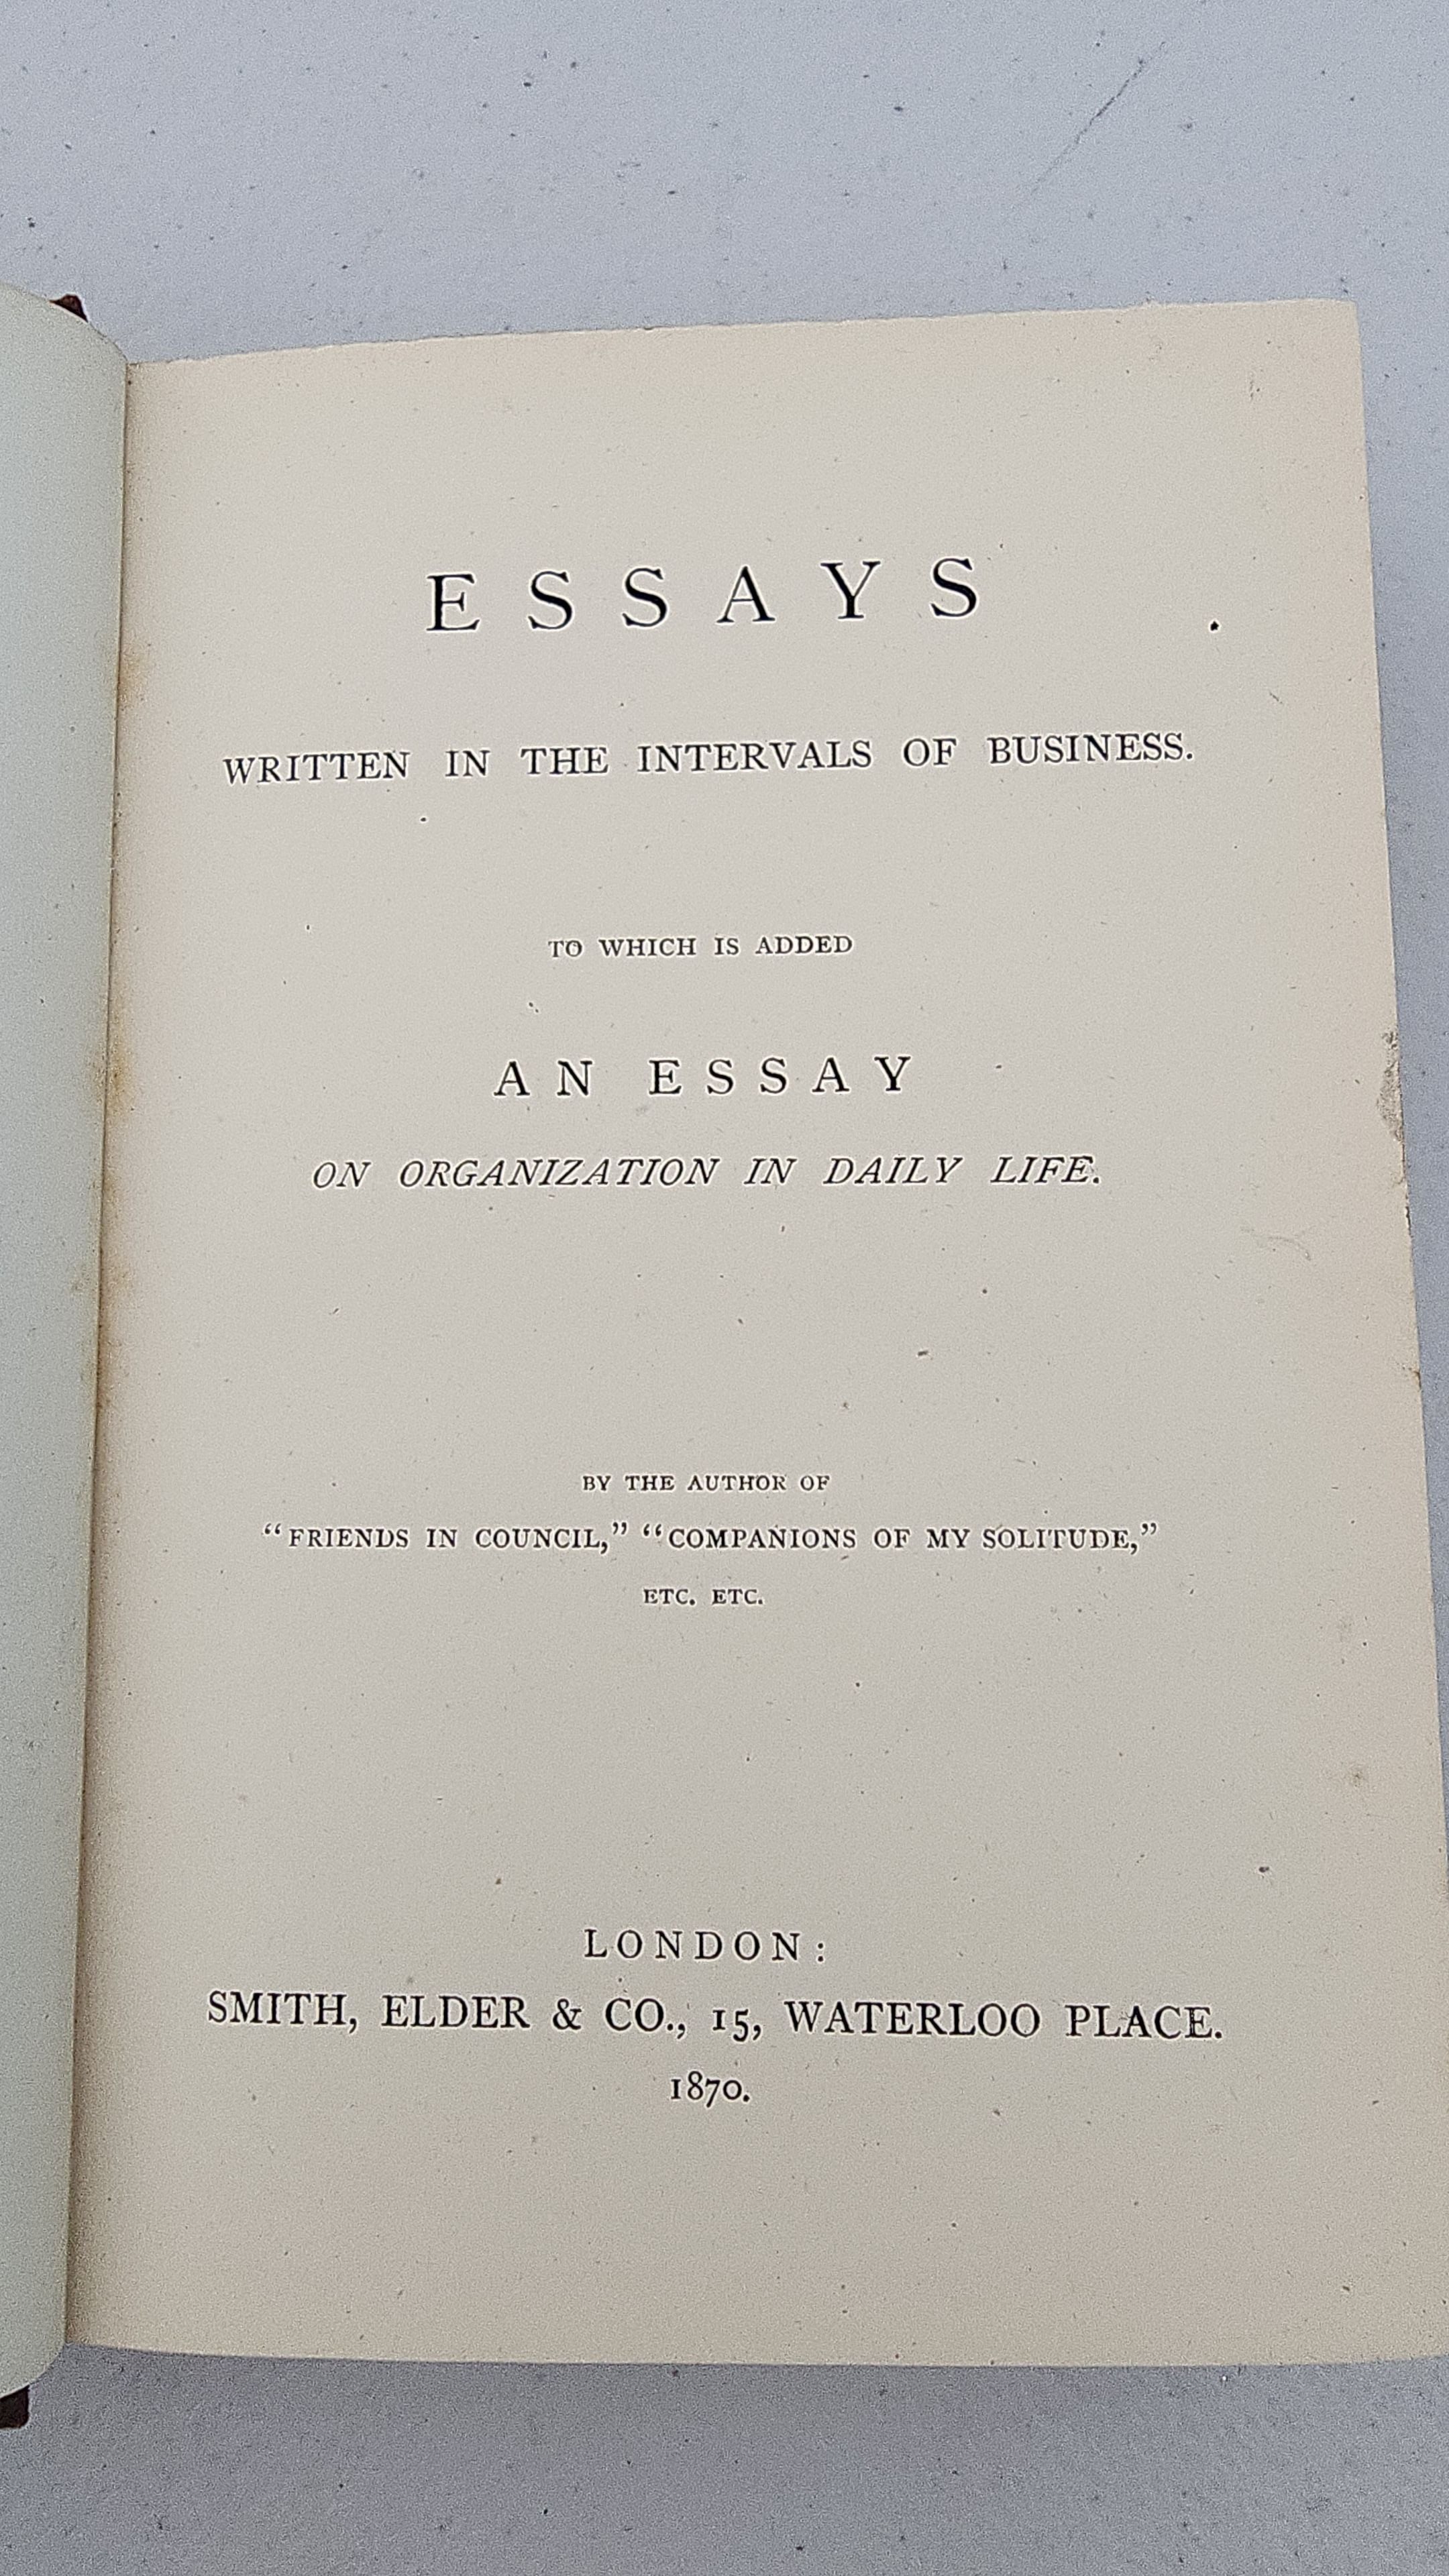 ESSAYS
WRITTEN IN THE INTERVALS OF BUSINESS.
TO WHICH IS ADDED
AN ESSAY
ON ORGANIZATION IN DAILY LIFE.
BY THE AUTHOR OF
“FRIENDS IN COUNCIL,” “COMPANIONS OF MY SOLITUDE,”
ETC. ETC.
LONDON:
SMITH, ELDER & CO., 15, WATERLOO PLACE.
1870.